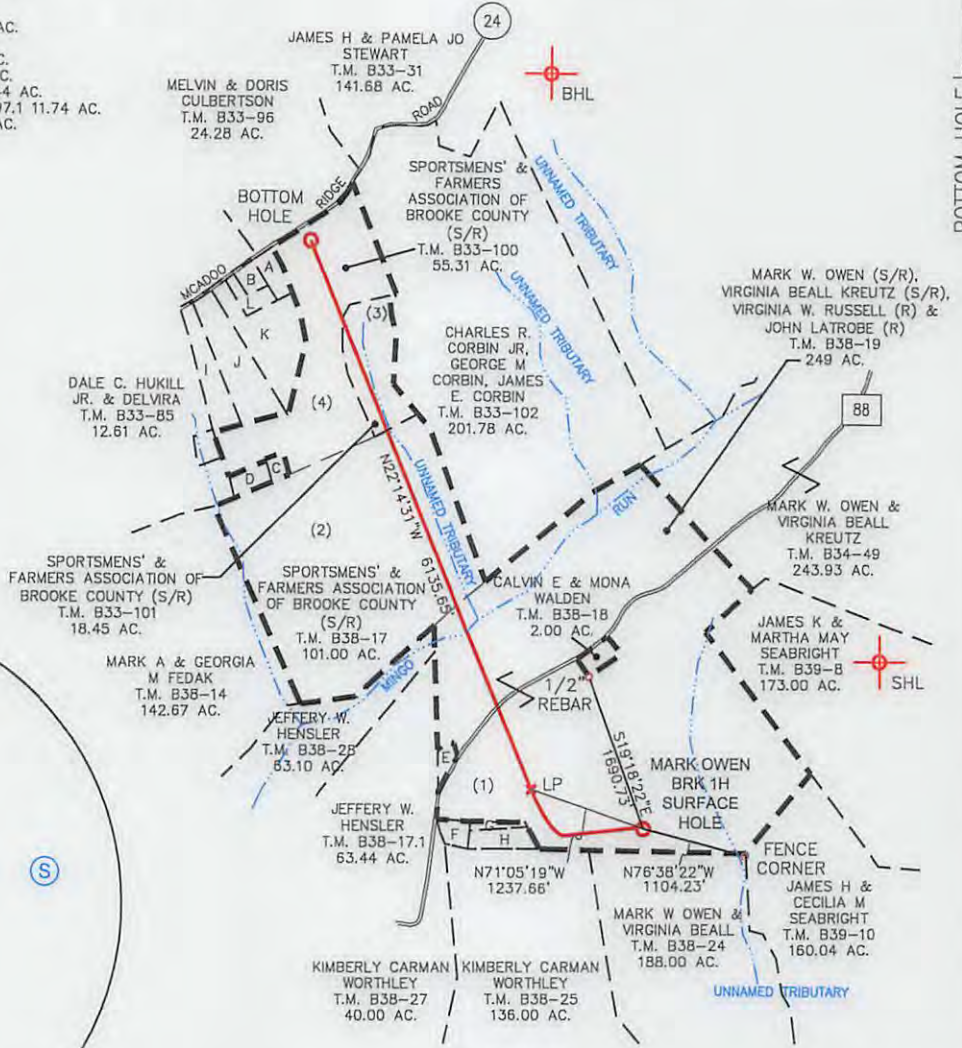 AC.
C.
C.
4 AC.
97.1 11.74 AC.
AC.
24
JAMES H & PAMELA JO
STEWART
T.M. B33-31
141.68 AC.
BHL
MELVIN & DORIS
CULBERTSON
T.M. B33-96
24.28 AC.
MCADOO RIDGE ROAD
BOTTOM
HOLE
SPORTSMENS' &
FARMERS
ASSOCIATION OF
BROOKE COUNTY
(S/R)
T.M. B33-100
55.31 AC.
UNNAMED TRIBUTARY
UNNAMED TRIBUTARY
BOTTOM HOLE
MARK W. OWEN (S/R),
VIRGINIA BEALL KREUTZ (S/R),
VIRGINIA W. RUSSELL (R) &
JOHN LATROBE (R)
T.M. B38-19
249 AC.
A
B
L
K
J
I
(3)
(4)
CHARLES R.
CORBIN JR,
GEORGE M
CORBIN, JAMES
E. CORBIN
T.M. B33-102
201.78 AC.
DALE C. HUKILL
JR. & DELVIRA
T.M. B33-85
12.61 AC.
88
D
C
N22°14'31"W
6135.65'
UNNAMED TRIBUTARY
MINGO RUN
(2)
MARK W. OWEN &
VIRGINIA BEALL
KREUTZ
T.M. B34-49
243.93 AC.
SPORTSMENS' &
FARMERS ASSOCIATION OF
BROOKE COUNTY (S/R)
T.M. B33-101
18.45 AC.
SPORTSMENS' &
FARMERS ASSOCIATION
OF BROOKE COUNTY
(S/R)
T.M. B38-17
101.00 AC.
CALVIN E & MONA
WALDEN
T.M. B38-18
2.00 AC.
JAMES K &
MARTHA MAY
SEABRIGHT
T.M. B39-8
173.00 AC.
SHL
MARK A & GEORGIA
M FEDAK
T.M. B38-14
142.67 AC.
1/2"
REBAR
JEFFERY W.
HENSLER
T.M. B38-28
63.10 AC.
S19°18'22"E
1690.73'
MARK OWEN
BRK 1H
SURFACE
HOLE
E
(1)
LP
JEFFERY W.
HENSLER
T.M. B38-17.1
63.44 AC.
F
G
H
S
FENCE
CORNER
N71°05'19"W
1237.66'
N76°38'22"W
1104.23'
JAMES H &
CECILIA M
SEABRIGHT
T.M. B39-10
160.04 AC.
MARK W OWEN &
VIRGINIA BEALL
T.M. B38-24
188.00 AC.
KIMBERLY CARMAN
WORTHLEY
T.M. B38-27
40.00 AC.
KIMBERLY CARMAN
WORTHLEY
T.M. B38-25
136.00 AC.
UNNAMED TRIBUTARY